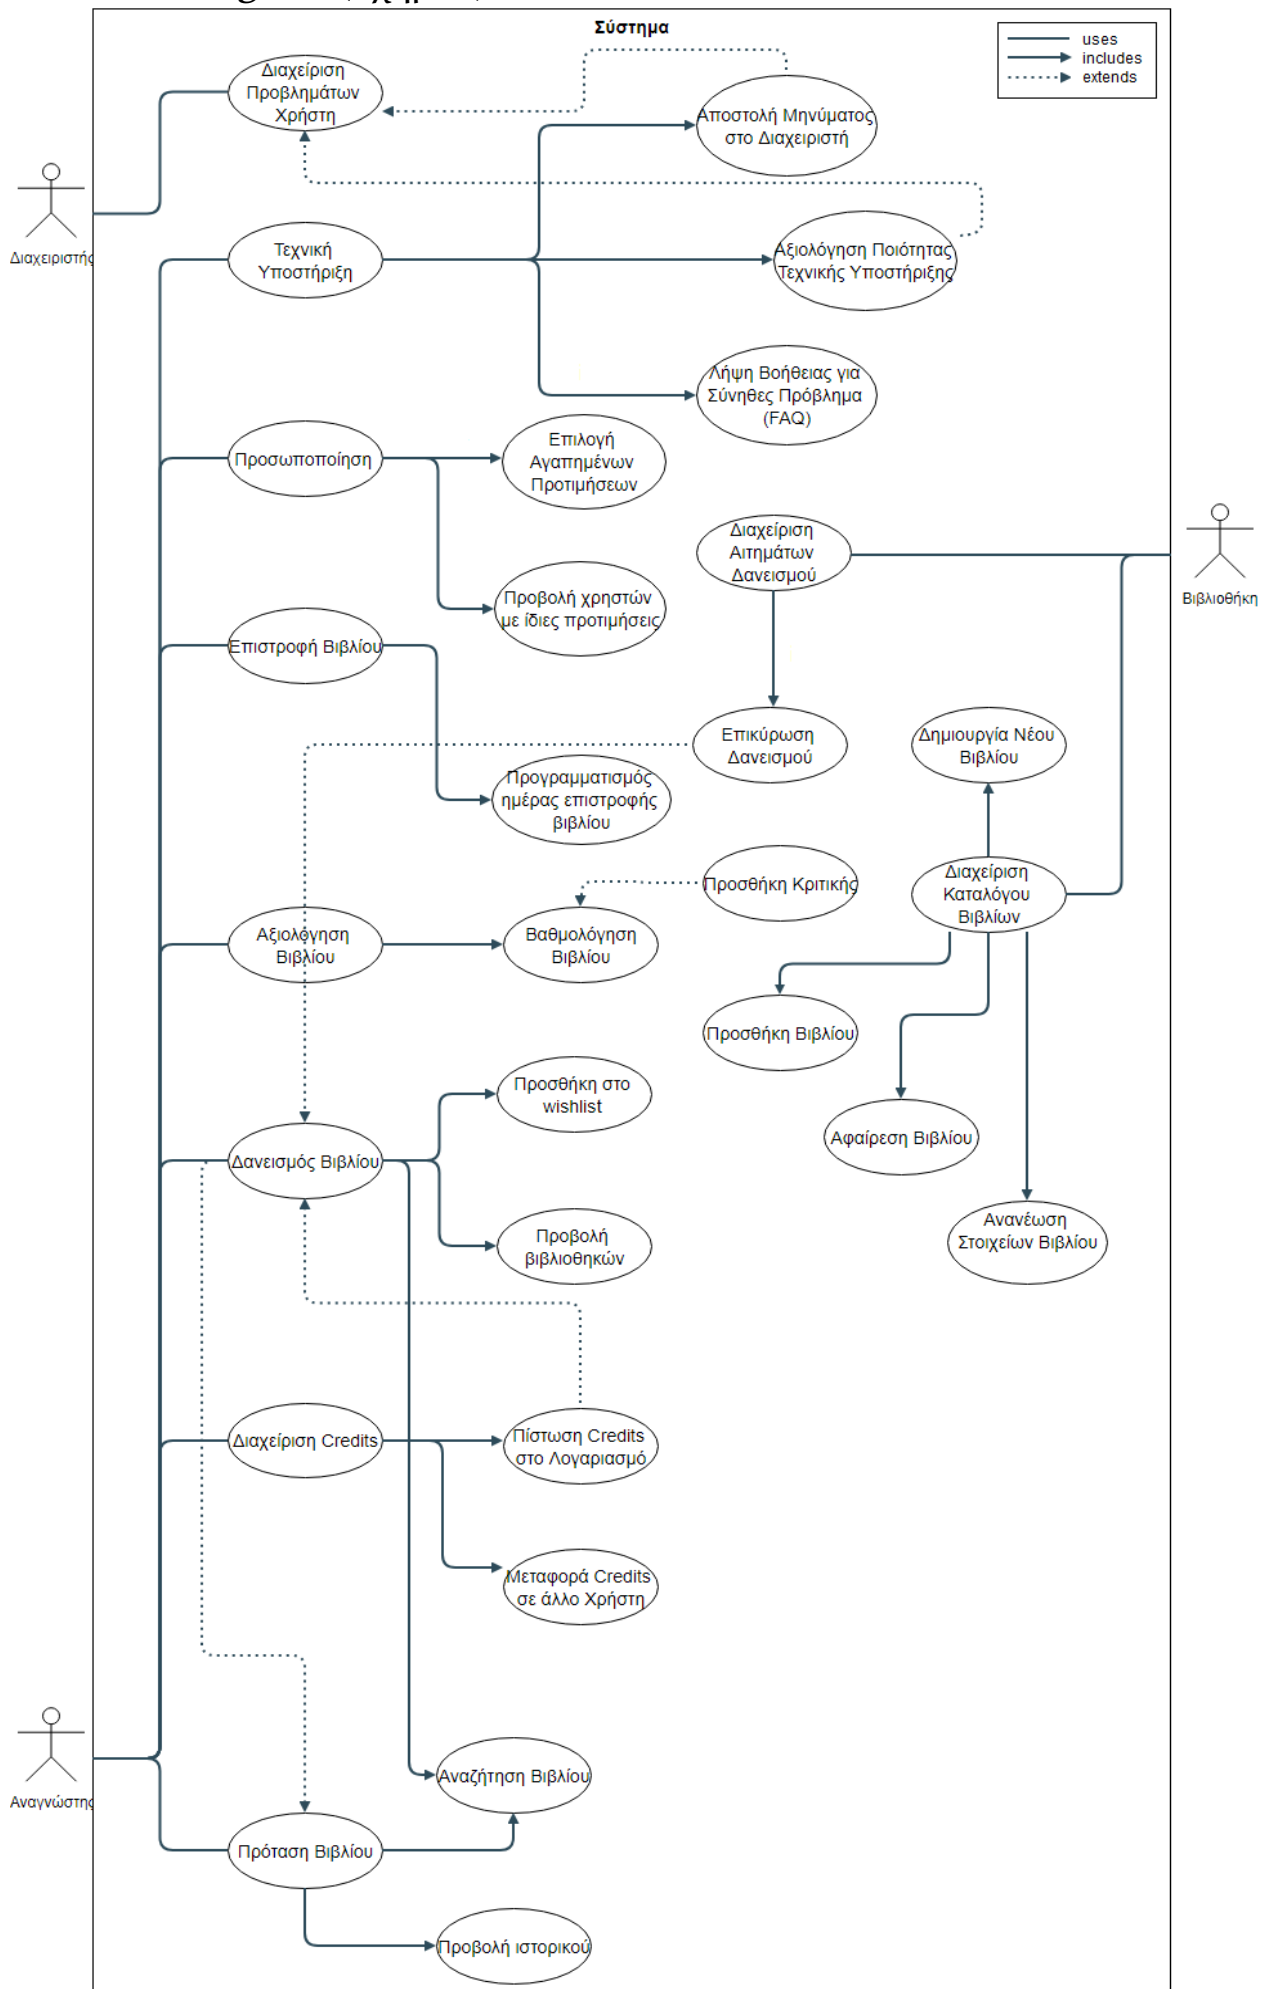 Σύστημα
uses
includes
extends
Διαχείριση
Προβλημάτων
Χρήστη
Αποστολή Μηνύματος
στο Διαχειριστή
Διαχειριστής
Τεχνική
Υποστήριξη
Αξιολόγηση Ποιότητας
Τεχνικής Υποστήριξης
Λήψη Βοήθειας για
Σύνηθες Πρόβλημα
(FAQ)
Προσωποποίηση
Επιλογή
Αγαπημένων
Προτιμήσεων
Διαχείριση
Αιτημάτων
Δανεισμού
Βιβλιοθήκη
Προβολή χρηστών
με ίδιες προτιμήσεις
Επιστροφή Βιβλίου
Επικύρωση
Δανεισμού
Δημιουργία Νέου
Βιβλίου
Προγραμματισμός
ημέρας επιστροφής
βιβλίου
Προσθήκη Κριτικής
Διαχείριση
Καταλόγου
Βιβλίων
Αξιολόγηση
Βιβλίου
Βαθμολόγηση
Βιβλίου
Προσθήκη Βιβλίου
Προσθήκη στο
wishlist
Αφαίρεση Βιβλίου
Δανεισμός Βιβλίου
Προβολή
βιβλιοθηκών
Ανανέωση
Στοιχείων Βιβλίου
Διαχείριση Credits
Πίστωση Credits
στο Λογαριασμό
Μεταφορά Credits
σε άλλο Χρήστη
Αναγνώστης
Αναζήτηση Βιβλίου
Πρόταση Βιβλίου
Προβολή ιστορικού